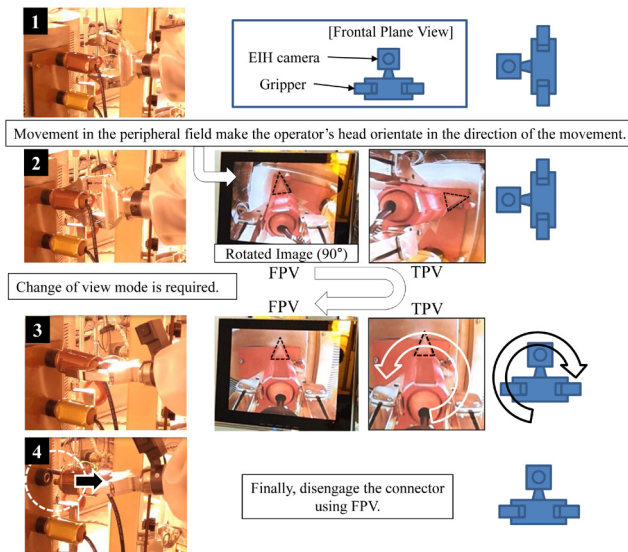 1
[Frontal Plane View]
EIH camera
Gripper
Movement in the peripheral field make the operator's head orientate in the direction of the movement.
2
Rotated Image (90°)
FPV TPV
Change of view mode is required.
FPV TPV
3
4
Finally, disengage the connector
using FPV.